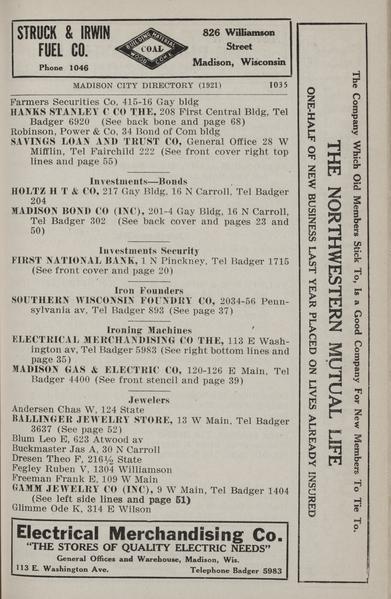 STRUCK & IRWIN
FUEL CO.
Phone 1046
BUILDING MATERIAL
COAL
WOOD COKE
826 Williamson
Street
Madison, Wisconsin
MADISON CITY DIRECTORY (1921) 1035
Farmers Securities Co, 415-16 Gay bldg
HANKS STANLEY C CO THE, 208 First Central Bldg, Tel
Badger 6920 (See back bone and page 68)
Robinson, Power & Co, 34 Bond of Com bldg
SAVINGS LOAN AND TRUST CO, General Office 28 W
Mifflin, Tel Fairchild 222 (See front cover right top
lines and page 55)
Investments—Bonds
HOLTZ H T & CO, 217 Gay Bldg, 16 N Carroll, Tel Badger
204
MADISON BOND CO (INC), 201-4 Gay Bldg, 16 N Carroll,
Tel Badger 302 (See back cover and pages 23 and
50)
Investments Security
FIRST NATIONAL BANK, 1 N Pinckney, Tel Badger 1715
(See front cover and page 20)
Iron Founders
SOUTHERN WISCONSIN FOUNDRY CO, 2034-56 Penn-
sylvania av, Tel Badger 893 (See page 37)
Ironing Machines
ELECTRICAL MERCHANDISING CO THE, 113 E Wash-
ington av, Tel Badger 5983 (See right bottom lines and
page 35)
MADISON GAS & ELECTRIC CO, 120-126 E Main, Tel
Badger 4400 (See front stencil and page 39)
Jewelers
Andersen Chas W, 124 State
BALLINGER JEWELRY STORE, 13 W Main, Tel Badger
3637 (See page 52)
Blum Leo E, 623 Atwood av
Buckmaster Jas A, 30 N Carroll
Dresen Theo F, 216½ State
Fegley Ruben V, 1304 Williamson
Freeman Frank E, 109 W Main
GAMM JEWELRY CO (INC), 9 W Main, Tel Badger 1404
(See left side lines and page 51)
Glimme Ode K, 314 E Wilson
Electrical Merchandising Co.
"THE STORES OF QUALITY ELECTRIC NEEDS"
General Offices and Warehouse, Madison, Wis.
113 E. Washington Ave. Telephone Badger 5983
The Company Which Old Members Stick To, Is a Good Company For New Members To Tie To.
THE NORTHWESTERN MUTUAL LIFE
ONE-HALF OF NEW BUSINESS LAST YEAR PLACED ON LIVES ALREADY INSURED